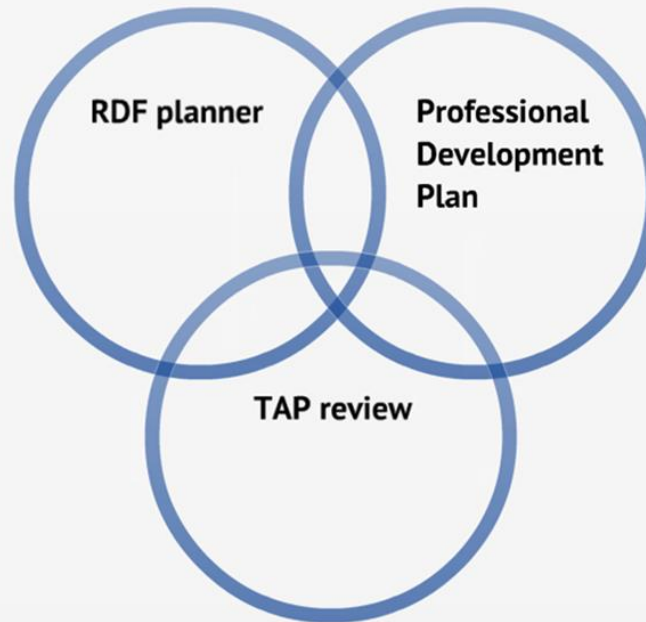 RDF planner
Professional
Development
Plan
TAP review